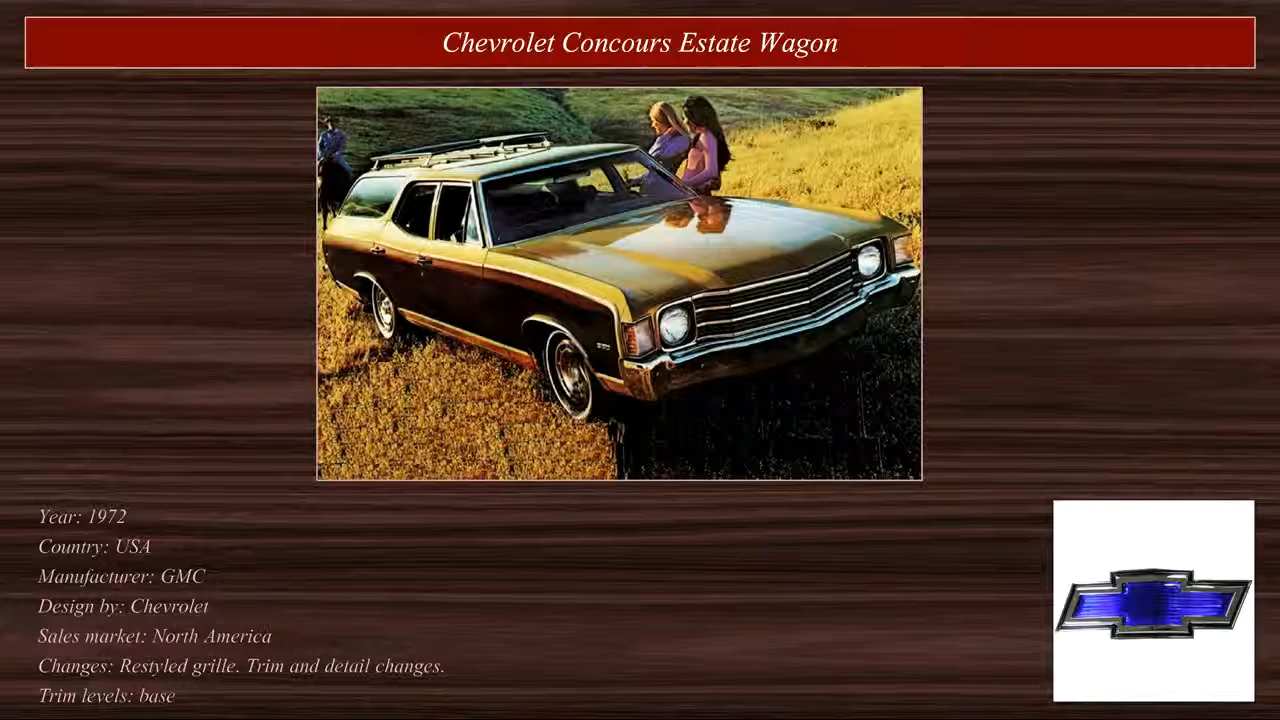 Chevrolet Concours Estate Wagon
Year: 1972
Country: USA
Manufacturer: GMC
Design by: Chevrolet
Sales market: North America
Changes: Restyled grille. Trim and detail changes.
Trim levels: base